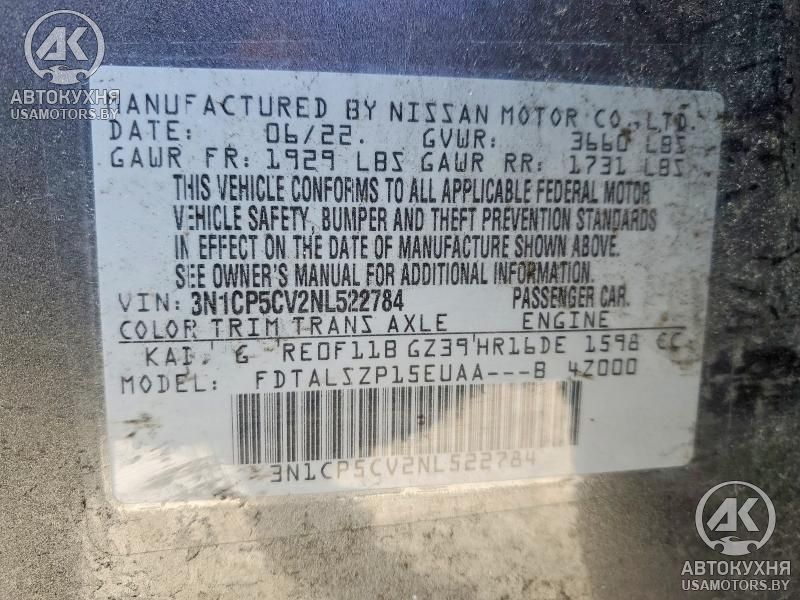 AK
АВТОКУХНЯ
USAMOTORS.BY
MANUFACTURED BY NISSAN MOTOR CO., LTD.
DATE: 06/22. GVWR: 3660 LBS
GAWR FR: 1929 LBS GAWR RR: 1731 LBS
THIS VEHICLE CONFORMS TO ALL APPLICABLE FEDERAL MOTOR
VEHICLE SAFETY, BUMPER AND THEFT PREVENTION STANDARDS
IN EFFECT ON THE DATE OF MANUFACTURE SHOWN ABOVE.
SEE OWNER'S MANUAL FOR ADDITIONAL INFORMATION.
VIN: 3N1CP5CV2NL522784 PASSENGER CAR.
COLOR TRIM TRANS AXLE ENGINE
KAD G RE0F11B GZ39 HR16DE 1598 CC
MODEL: FDTALSZP15EUAA---B 4Z000
3N1CP5CV2NL522784
AK
АВТОКУХНЯ
USAMOTORS.BY